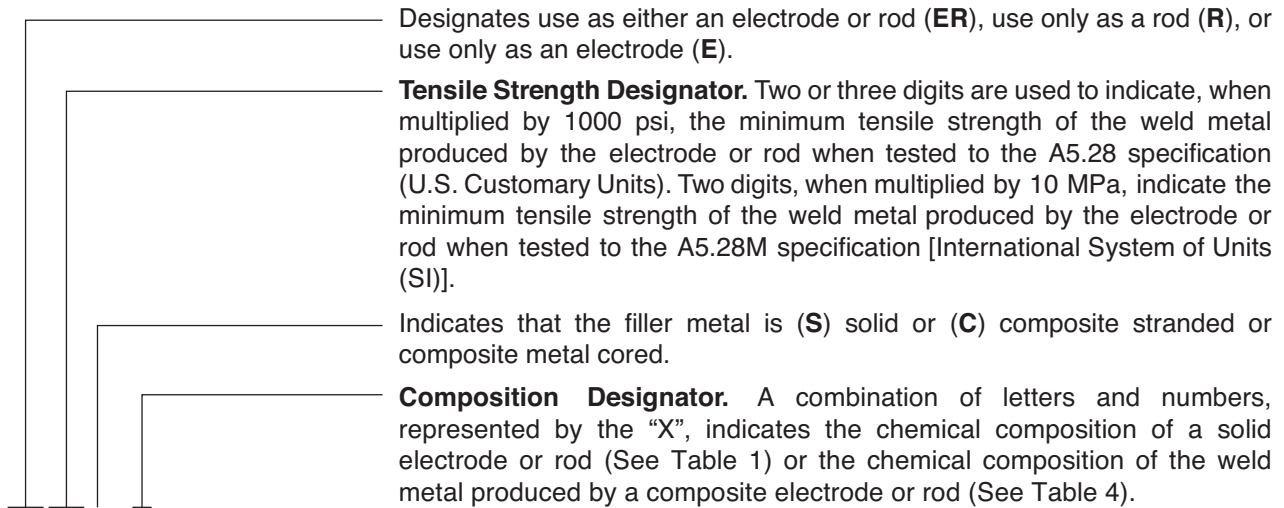 Designates use as either an electrode or rod (ER), use only as a rod (R), or
use only as an electrode (E).
Tensile Strength Designator. Two or three digits are used to indicate, when
multiplied by 1000 psi, the minimum tensile strength of the weld metal
produced by the electrode or rod when tested to the A5.28 specification
(U.S. Customary Units). Two digits, when multiplied by 10 MPa, indicate the
minimum tensile strength of the weld metal produced by the electrode or
rod when tested to the A5.28M specification [International System of Units
(SI)].
Indicates that the filler metal is (S) solid or (C) composite stranded or
composite metal cored.
Composition Designator. A combination of letters and numbers,
represented by the “X”, indicates the chemical composition of a solid
electrode or rod (See Table 1) or the chemical composition of the weld
metal produced by a composite electrode or rod (See Table 4).